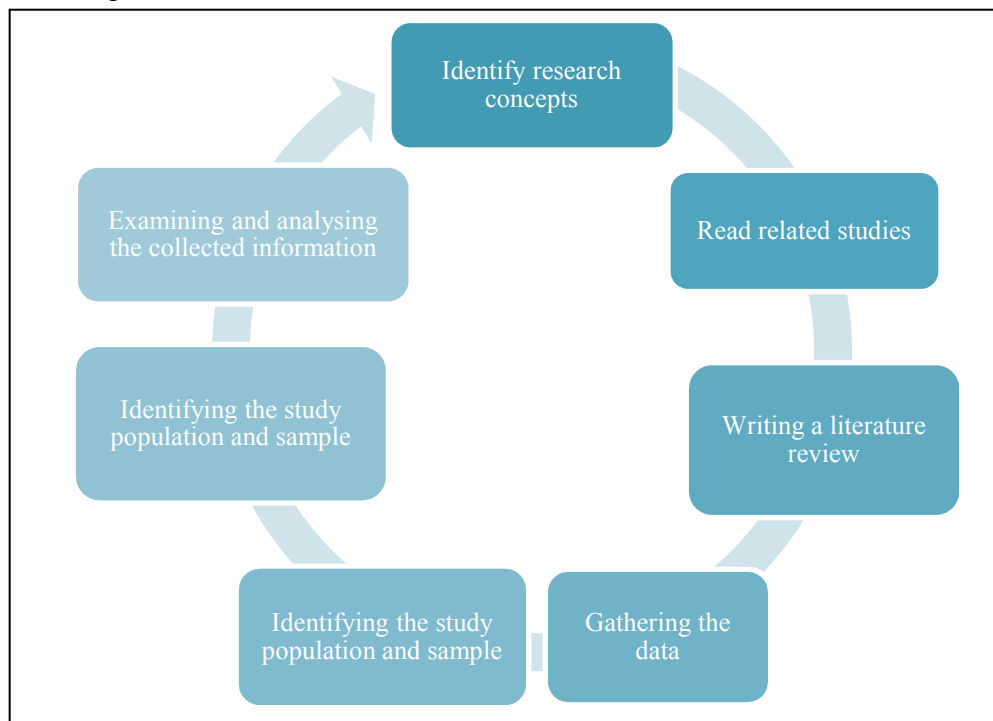 Identify research
concepts
Read related studies
Writing a literature
review
Gathering the
data
Identifying the study
population and sample
Identifying the study
population and sample
Examining and analysing
the collected information